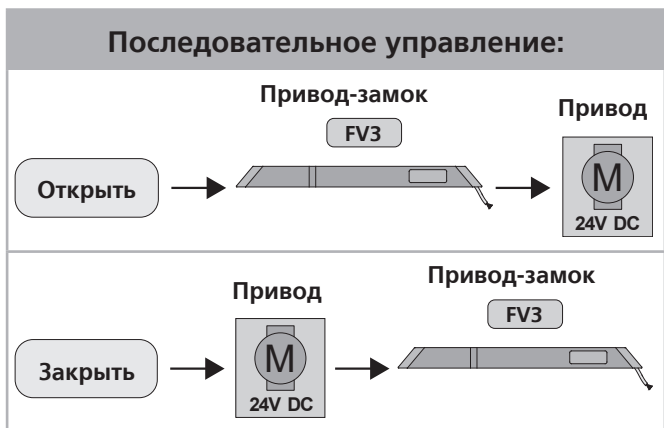 Последовательное управление:
Привод-замок
FV3
Привод
Открыть
M
24V DC
Привод-замок
FV3
Привод
Закрыть
M
24V DC